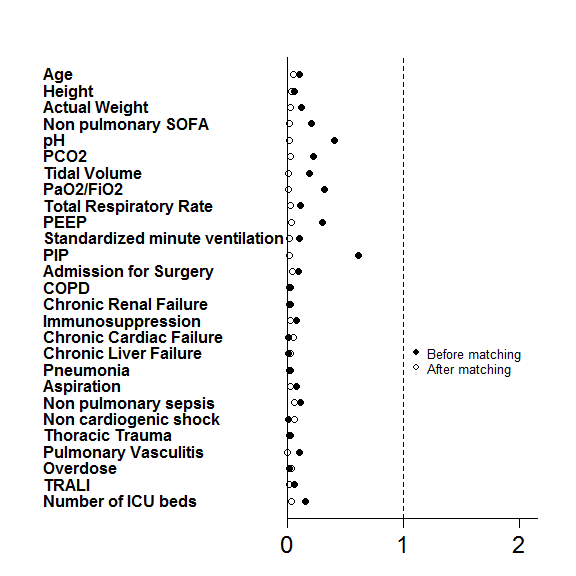 Age
Height
Actual Weight
Non pulmonary SOFA
pH
PCO2
Tidal Volume
PaO2/FiO2
Total Respiratory Rate
PEEP
Standardized minute ventilation
PIP
Admission for Surgery
COPD
Chronic Renal Failure
Immunosuppression
Chronic Cardiac Failure
Chronic Liver Failure
Pneumonia
Aspiration
Non pulmonary sepsis
Non cardiogenic shock
Thoracic Trauma
Pulmonary Vasculitis
Overdose
TRALI
Number of ICU beds
Before matching
After matching
0 1 2